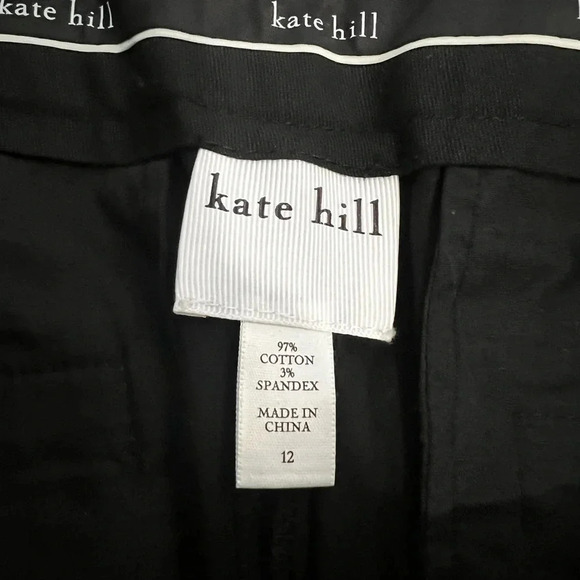 kate hill
kate hill
kate hill
97%
COTTON
3%
SPANDEX
MADE IN
CHINA
12